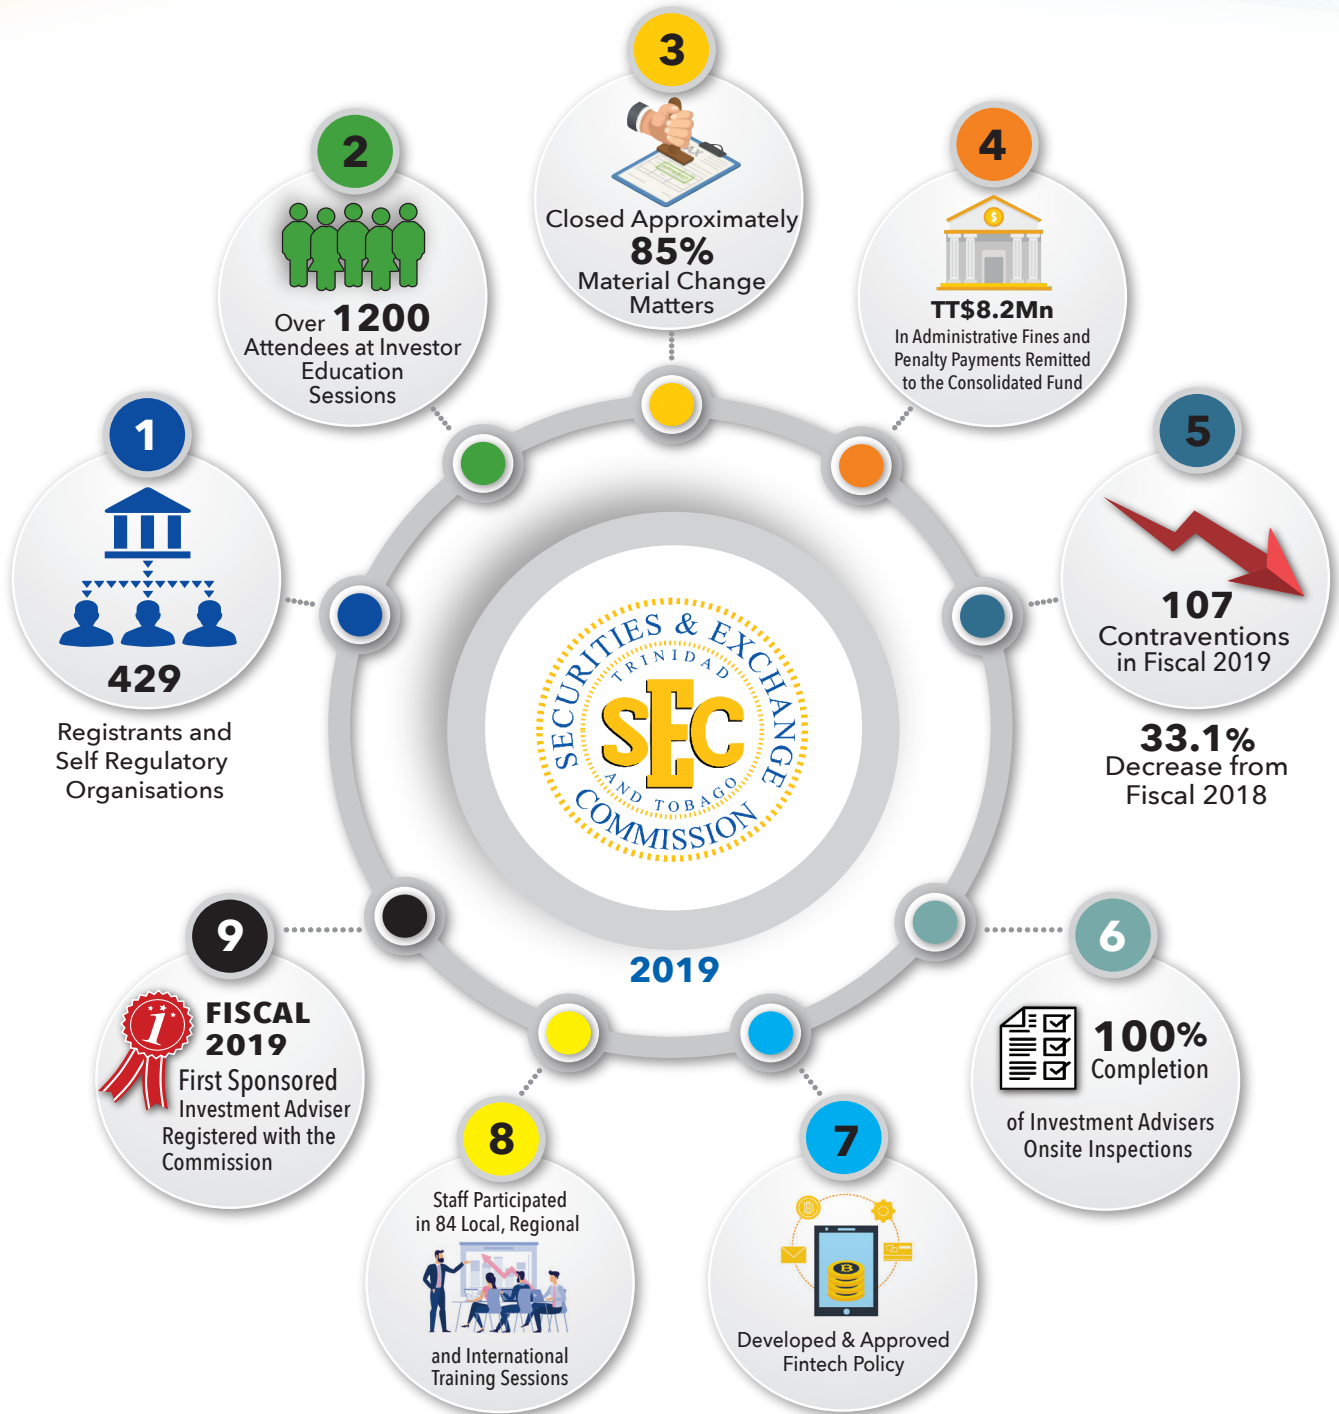 1
429
Registrants and
Self Regulatory
Organisations
2
Over 1200
Attendees at Investor
Education
Sessions
3
Closed Approximately
85%
Material Change
Matters
4
$
TT$8.2Mn
In Administrative Fines and
Penalty Payments Remitted
to the Consolidated Fund
5
107
Contraventions
in Fiscal 2019
33.1%
Decrease from
Fiscal 2018
6
100%
Completion
of Investment Advisers
Onsite Inspections
7
Developed & Approved
Fintech Policy
8
Staff Participated
in 84 Local, Regional
and International
Training Sessions
9
1
FISCAL
2019
First Sponsored
Investment Adviser
Registered with the
Commission
SECURITIES & EXCHANGE
TRINIDAD
SEC
AND TOBAGO
COMMISSION
2019